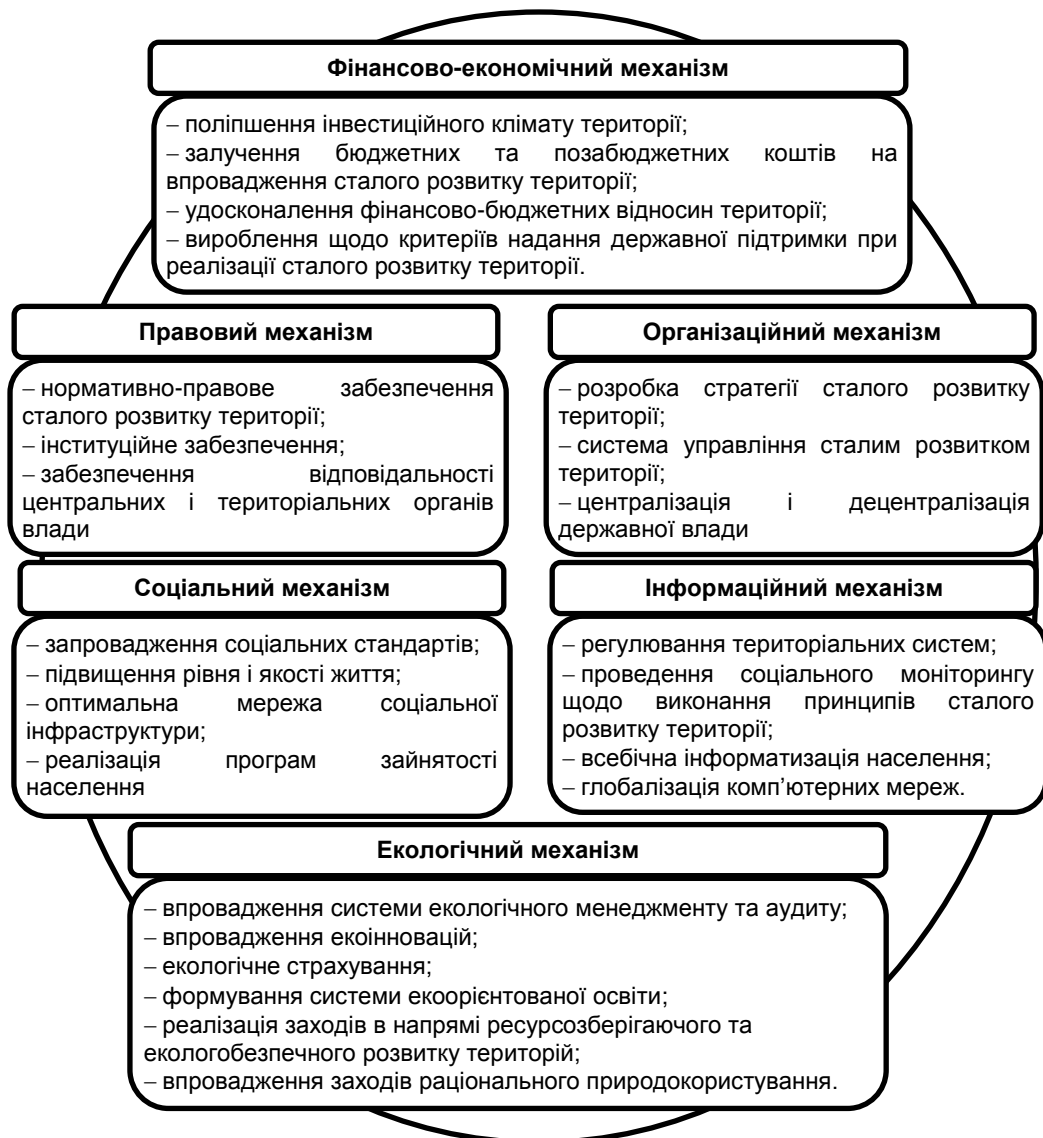 Фінансово-економічний механізм
– поліпшення інвестиційного клімату території;
– залучення бюджетних та позабюджетних коштів на
впровадження сталого розвитку території;
– удосконалення фінансово-бюджетних відносин території;
– вироблення щодо критеріїв надання державної підтримки при
реалізації сталого розвитку території.
Правовий механізм
– нормативно-правове забезпечення
сталого розвитку території;
– інституційне забезпечення;
– забезпечення відповідальності
центральних і територіальних органів
влади
Організаційний механізм
– розробка стратегії сталого розвитку
території;
– система управління сталим розвитком
території;
– централізація і децентралізація
державної влади
Соціальний механізм
– запровадження соціальних стандартів;
– підвищення рівня і якості життя;
– оптимальна мережа соціальної
інфраструктури;
– реалізація програм зайнятості
населення
Інформаційний механізм
– регулювання територіальних систем;
– проведення соціального моніторингу
щодо виконання принципів сталого
розвитку території;
– всебічна інформатизація населення;
– глобалізація комп’ютерних мереж.
Екологічний механізм
– впровадження системи екологічного менеджменту та аудиту;
– впровадження екоінновацій;
– екологічне страхування;
– формування системи екоорієнтованої освіти;
– реалізація заходів в напрямі ресурсозберігаючого та
екологобезпечного розвитку територій;
– впровадження заходів раціонального природокористування.